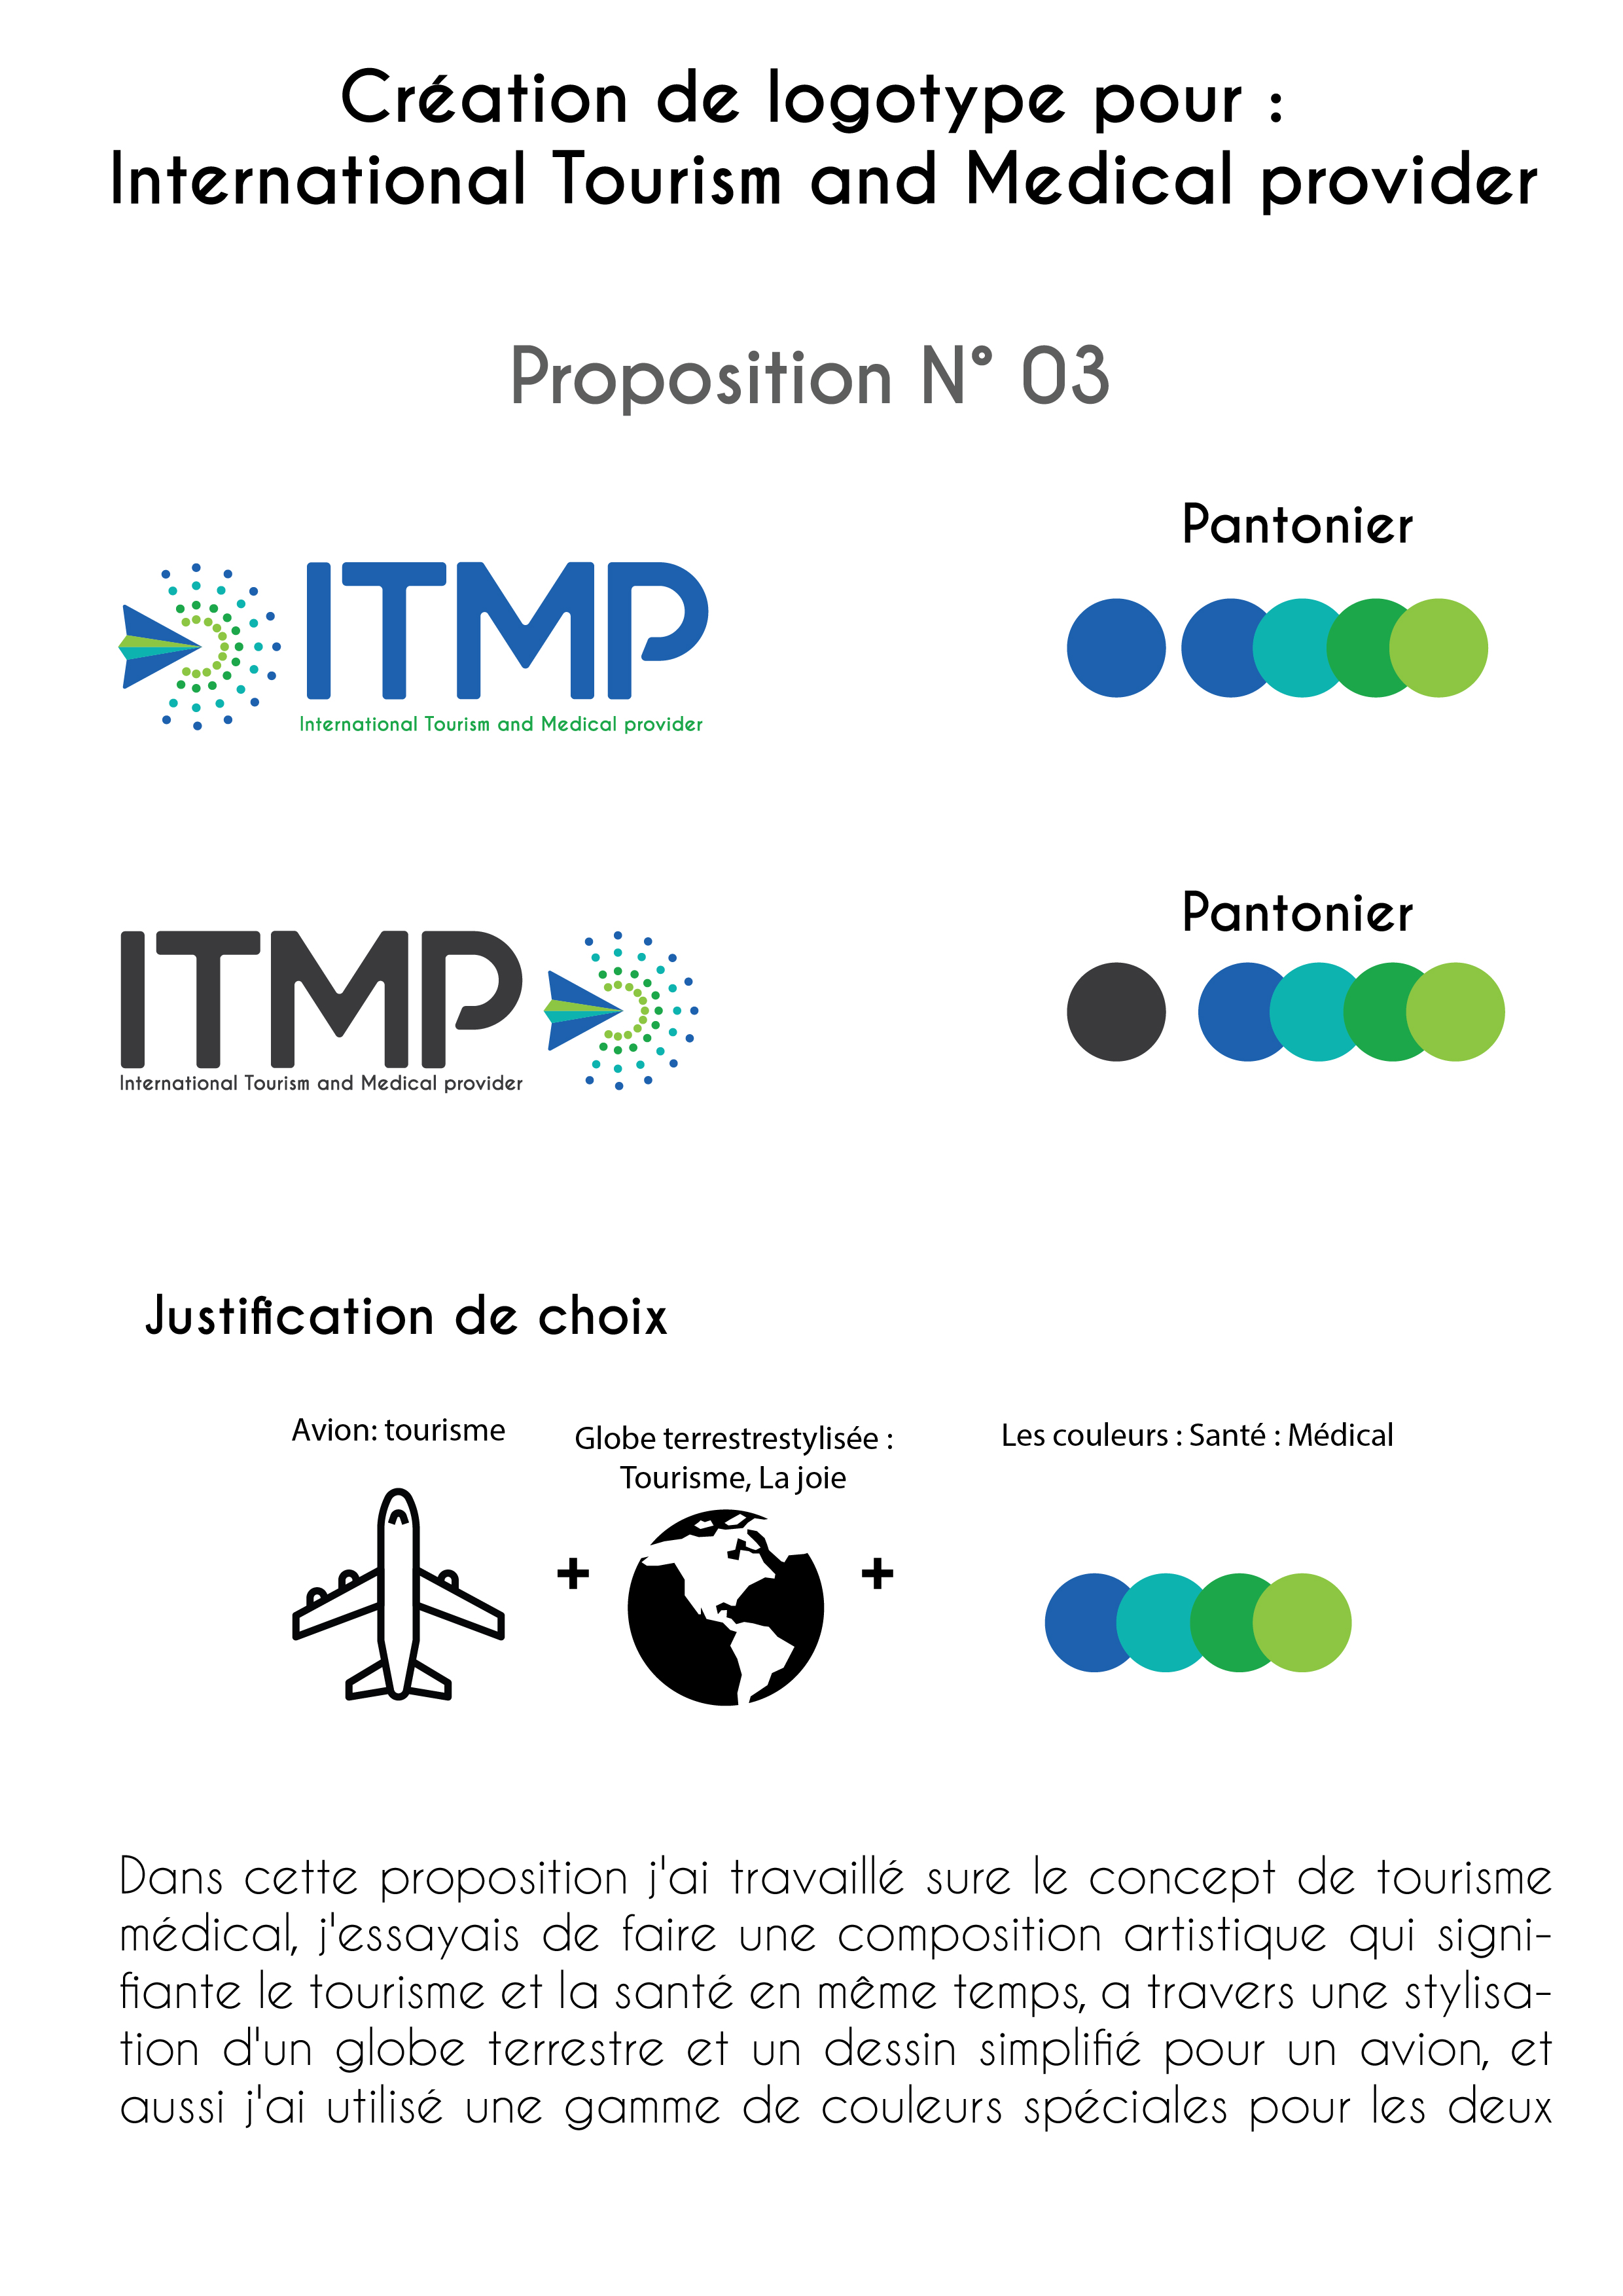 Création de logotype pour :
International Tourism and Medical provider
Proposition N° 03
Pantonier
ITMP
International Tourism and Medical provider
Pantonier
ITMP
International Tourism and Medical provider
Justification de choix
Avion: tourisme
Globe terrestrestylisée :
Tourisme, La joie
Les couleurs : Santé : Médical
+
+
Dans cette proposition j'ai travaillé sure le concept de tourisme
médical, j'essayais de faire une composition artistique qui signi-
fiante le tourisme et la santé en même temps, a travers une stylisa-
tion d'un globe terrestre et un dessin simplifié pour un avion, et
aussi j'ai utilisé une gamme de couleurs spéciales pour les deux